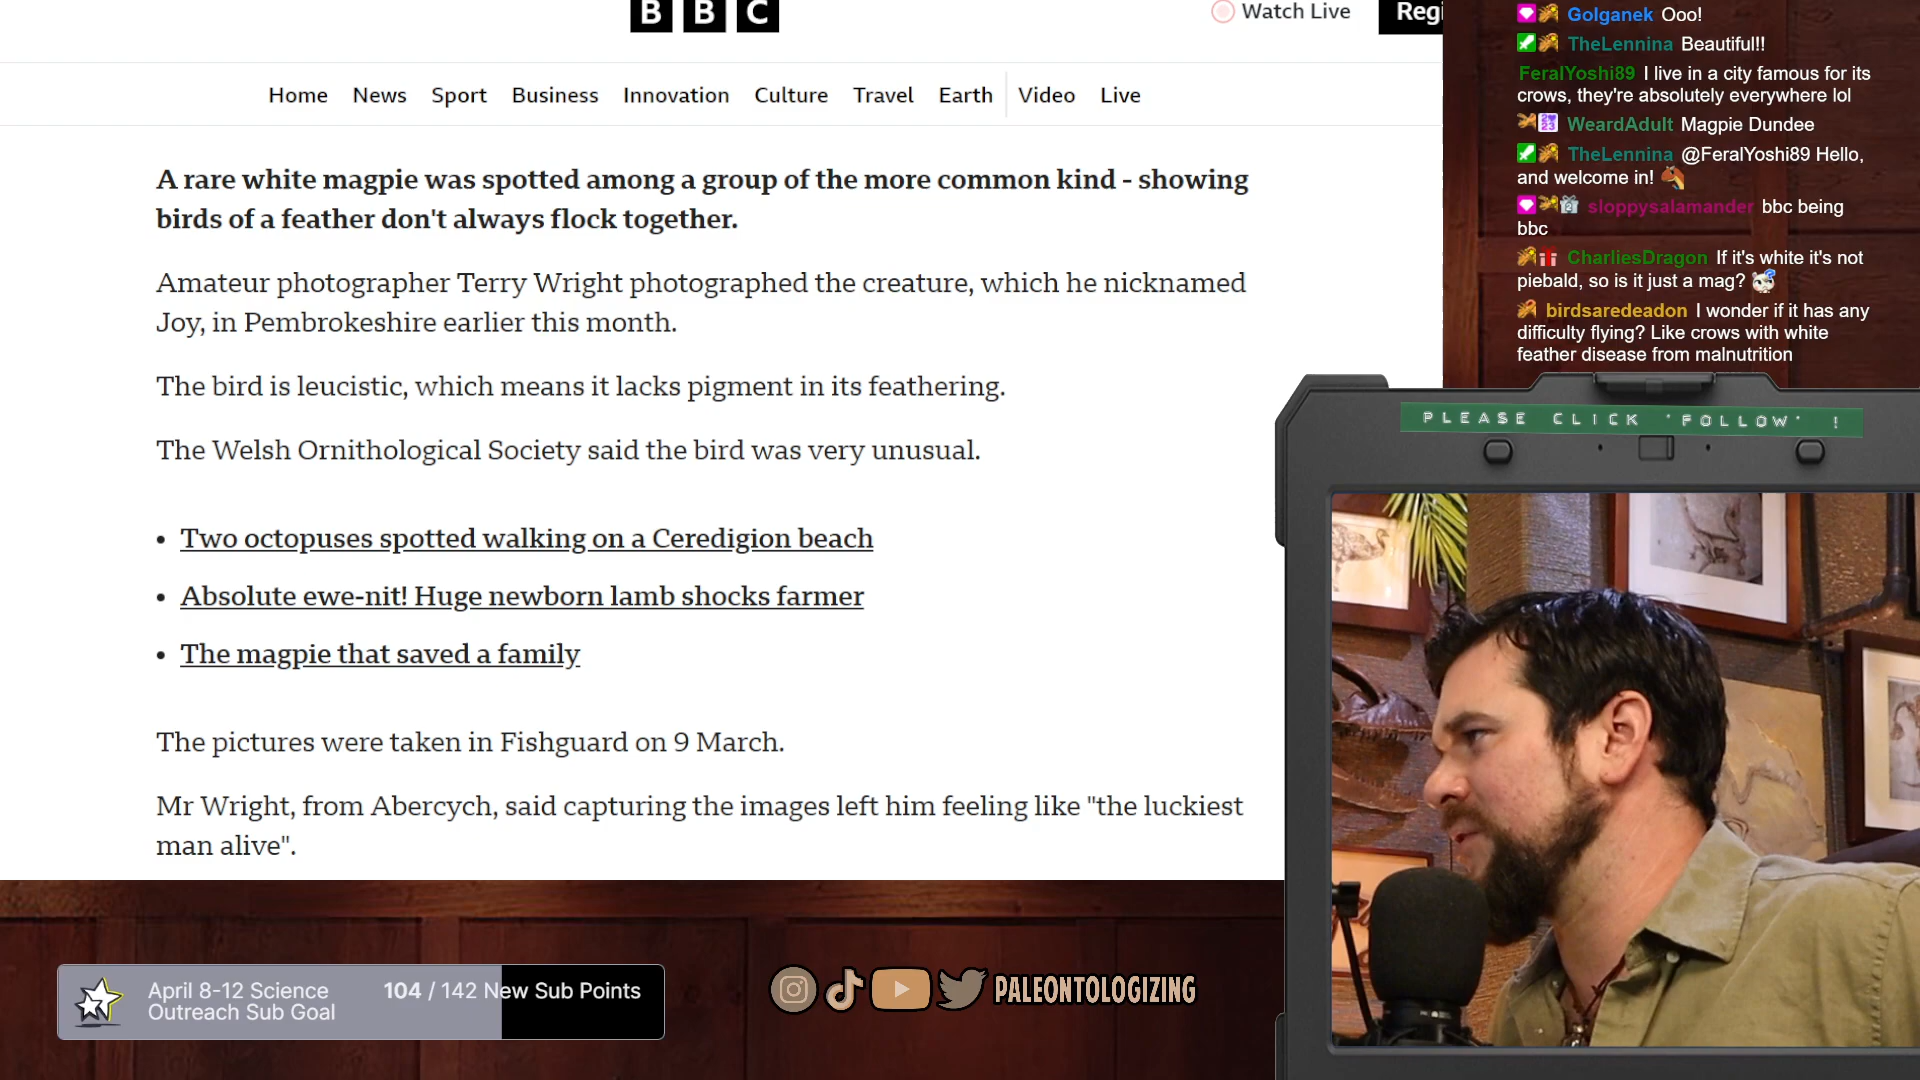 BBC
Watch Live
Regi
Home News Sport Business Innovation Culture Travel Earth Video Live
A rare white magpie was spotted among a group of the more common kind - showing
birds of a feather don't always flock together.
Amateur photographer Terry Wright photographed the creature, which he nicknamed
Joy, in Pembrokeshire earlier this month.
The bird is leucistic, which means it lacks pigment in its feathering.
The Welsh Ornithological Society said the bird was very unusual.
• Two octopuses spotted walking on a Ceredigion beach
• Absolute ewe-nit! Huge newborn lamb shocks farmer
• The magpie that saved a family
The pictures were taken in Fishguard on 9 March.
Mr Wright, from Abercych, said capturing the images left him feeling like "the luckiest
man alive".
Golganek Ooo!
TheLennina Beautiful!!
FeralYoshi89 I live in a city famous for its
crows, they're absolutely everywhere lol
WeardAdult Magpie Dundee
TheLennina @FeralYoshi89 Hello,
and welcome in!
sloppysalamander bbc being
bbc
CharliesDragon If it's white it's not
piebald, so is it just a mag?
birdsaredeadon I wonder if it has any
difficulty flying? Like crows with white
feather disease from malnutrition
PLEASE CLICK 'FOLLOW' !
April 8-12 Science
Outreach Sub Goal
104 / 142 New Sub Points
PALEONTOLOGIZING